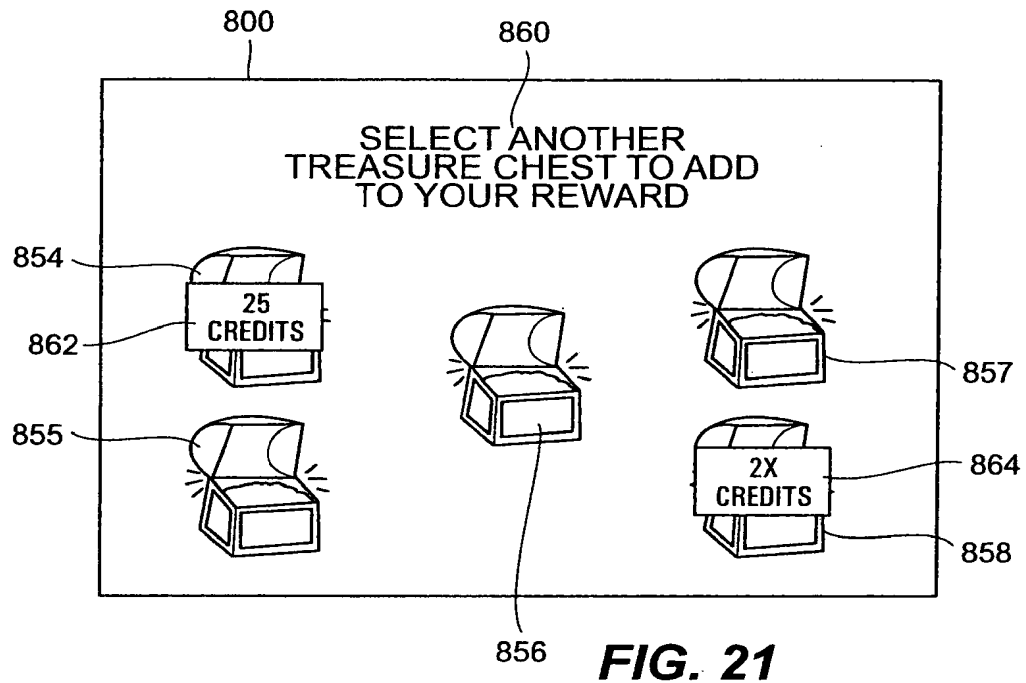 800
860
SELECT ANOTHER
TREASURE CHEST TO ADD
TO YOUR REWARD
854
25
CREDITS
862
857
855
2X
CREDITS
864
858
856
FIG. 21